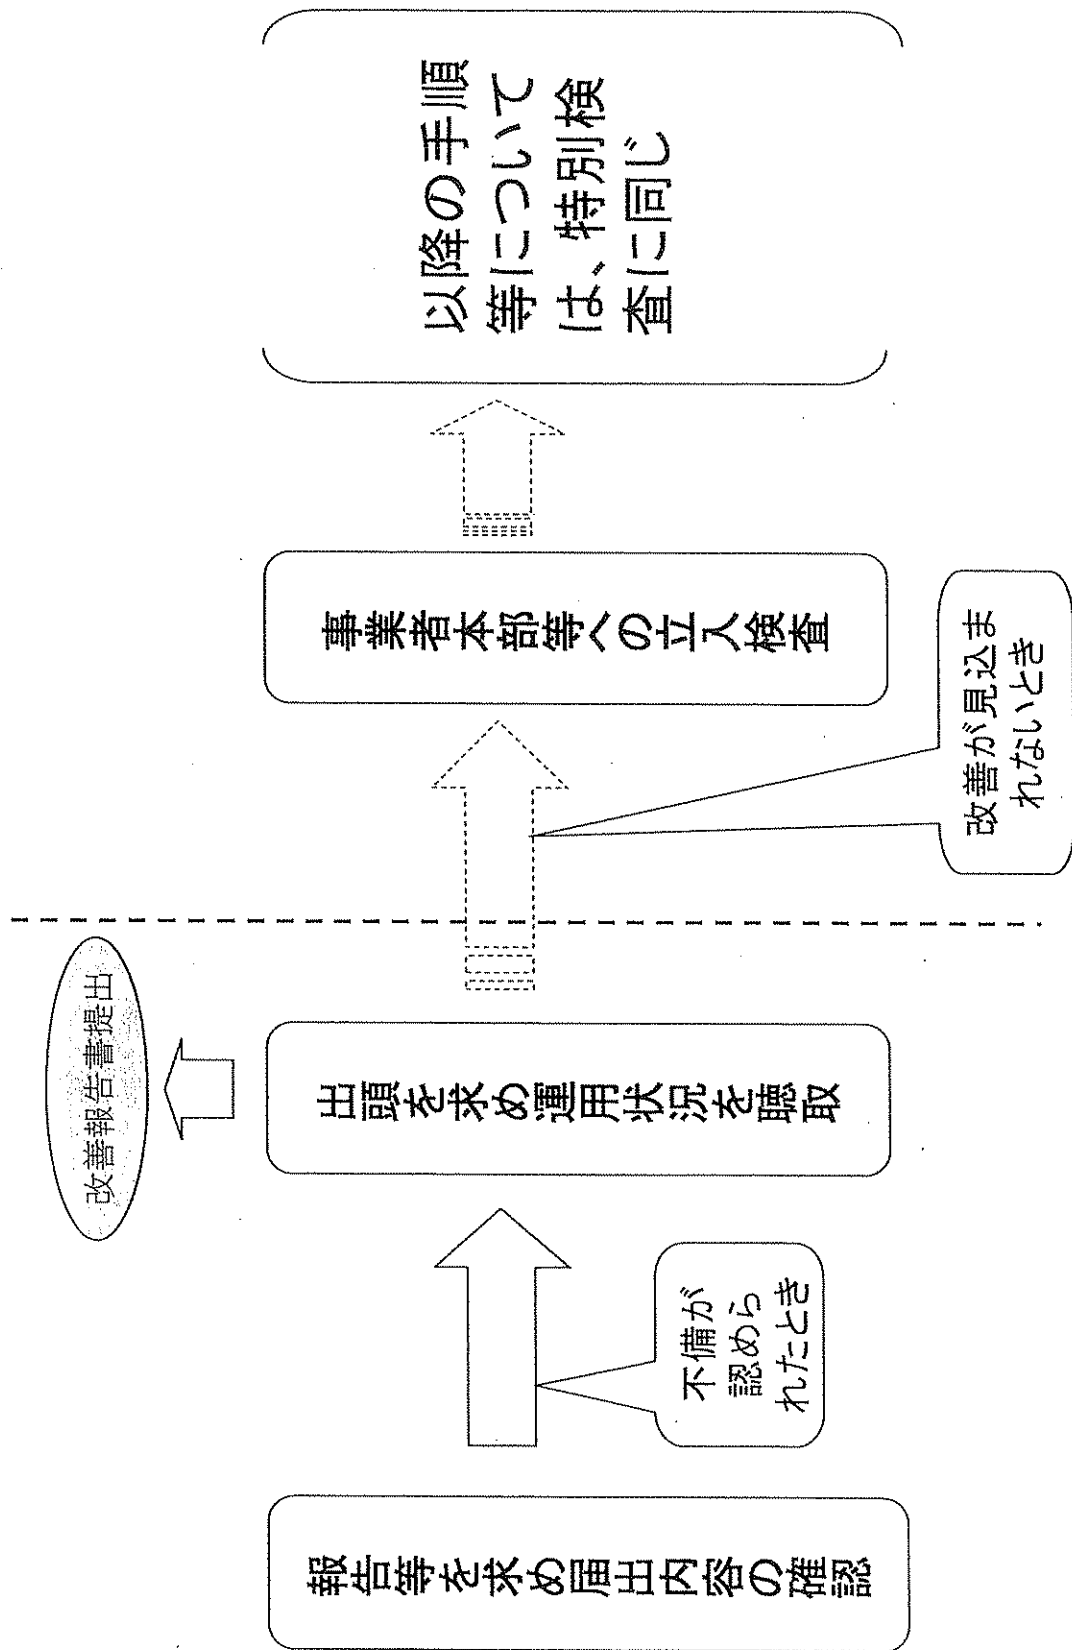 報告等を求め届出内容の確認
不備が
認めら
れたとき
出頭を求め運用状況を聴取
改善報告書提出
改善が見込ま
れないとき
事業者本部等への立入検査
以降の手順
等について
は、特別検
査に同じ